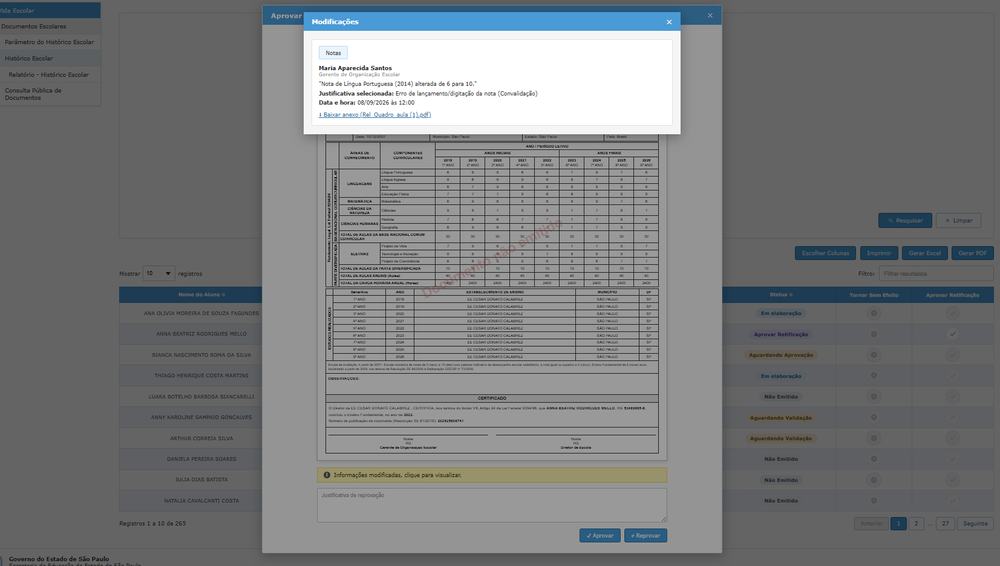 Vida Escolar
Documentos Escolares
Parâmetro do Histórico Escolar
Histórico Escolar
Relatório - Histórico Escolar
Consulta Pública de
Documentos
Aprovar
Modificações
Notas
Maria Aparecida Santos
Gerente de Organização Escolar
"Nota de Língua Portuguesa (2014) alterada de 6 para 10."
Justificativa selecionada: Erro de lançamento/digitação da nota (Convalidação)
Data e hora: 08/09/2026 às 12:00
Baixar anexo (Rel_Quadro_aula (1).pdf)
Data: 10/12/2007 Município: São Paulo Estado: São Paulo País: Brasil
ÁREAS DE CONHECIMENTO COMPONENTES CURRICULARES ANO / PERÍODO LETIVO
ANOS INICIAIS ANOS FINAIS
2018 2019 2020 2021 2022 2023 2024 2025 2026
1º ANO 2º ANO 3º ANO 4º ANO 5º ANO 6º ANO 7º ANO 8º ANO 9º ANO
Fundamento Legal: Lei Federal 9394/96
BASE NACIONAL COMUM CURRICULAR
LINGUAGENS
Língua Portuguesa 6 8 8 6 6 7 9 7 6
Língua Inglesa 8 6 8 9 6 8 7 8 7
Arte 6 7 9 6 6 8 8 9 8
Educação Física 7 7 7 9 6 6 8 9 9
MATEMÁTICA Matemática 6 9 6 8 6 8 9 7 6
CIÊNCIAS DA NATUREZA Ciências 9 8 7 9 9 7 7 8 7
CIÊNCIAS HUMANAS
História 7 6 6 7 7 7 7 8 8
Geografia 6 9 6 6 7 7 9 9
TOTAL DE AULAS DA BASE NACIONAL COMUM CURRICULAR 30 30 30 30 30 30 30 30 30
PARTE DIVERSIFICADA
ELETIVAS
Projeto de Vida 7 9 6 7 8 7 7 9 7
Tecnologia e Inovação 8 8 9 7 8 9 9 8
Projeto de Convivência 6 6 9 9 6 8 6 7 7
TOTAL DE AULAS DA PARTE DIVERSIFICADA 10 10 10 10 10 10 10 10 10
TOTAL DE AULAS ANUAIS (Aulas) 40 40 40 40 40 40 40 40 40
TOTAL DA CARGA HORÁRIA ANUAL (Horas) 2400 2400 2400 2400 2400 2400 2400 2400 2400
Documento não emitido
ESTUDOS REALIZADOS
Série/Ano ANO ESTABELECIMENTO DE ENSINO MUNICÍPIO UF
1º ANO 2018 EE CESAR DONATO CALABREZ SÃO PAULO SP
2º ANO 2019 EE CESAR DONATO CALABREZ SÃO PAULO SP
3º ANO 2020 EE CESAR DONATO CALABREZ SÃO PAULO SP
4º ANO 2021 EE CESAR DONATO CALABREZ SÃO PAULO SP
5º ANO 2022 EE CESAR DONATO CALABREZ SÃO PAULO SP
6º ANO 2023 EE CESAR DONATO CALABREZ SÃO PAULO SP
7º ANO 2024 EE CESAR DONATO CALABREZ SÃO PAULO SP
8º ANO 2025 EE CESAR DONATO CALABREZ SÃO PAULO SP
9º ANO 2026 EE CESAR DONATO CALABREZ SÃO PAULO SP
Escala de Avaliação: A partir de 2007 - Escala numérica de notas de 0 (zero) a 10 (dez) com patamar indicativo de desempenho escolar satisfatório, a nota igual ou superior a 5 (cinco). Ensino Fundamental de 9 (nove) anos,
implantado a partir de 2009, nos termos da Resolução SE 98/2008 e Deliberação CEE/SP nº 73/2008.
OBSERVAÇÕES:
CERTIFICADO
O Diretor da EE CESAR DONATO CALABREZ , CERTIFICA, nos termos do Inciso VII, Artigo 24 da Lei Federal 9394/96, que ANNA BEATRIZ RODRIGUES MELLO, RG 53489865-6,
concluiu o Ensino Fundamental, no ano de 2022.
Número de publicação de concluinte (Resolução SE 61/2019): 202625698741
Nome Nome
RG RG
Gerente de Organização Escolar Diretor de Escola
Informações modificadas, clique para visualizar.
Justificativa de reprovação
Aprovar Reprovar
Pesquisar Limpar
Escolher Colunas Imprimir Gerar Excel Gerar PDF
Mostrar 10 registros
Filtro: Filtrar resultados
Nome do Aluno Status Tornar Sem Efeito Aprovar Retificação
ANA OLIVIA MOREIRA DE SOUZA FAGUNDES Em elaboração
ANNA BEATRIZ RODRIGUES MELLO Aprovar Retificação
BIANCA NASCIMENTO ROMA DA SILVA Aguardando Aprovação
THIAGO HENRIQUE COSTA MARTINS Em elaboração
LUARA BOTELHO BARBOSA BIANCARELLI Não Emitido
ANNY KAROLINE SAMPAIO GONCALVES Aguardando Validação
ARTHUR CORREIA SILVA Aguardando Validação
DANIELA PEREIRA SOARES Não Emitido
JULIA DIAS BATISTA Não Emitido
NATALIA CAVALCANTI COSTA Não Emitido
Registros 1 a 10 de 265
Anterior 1 2 ... 27 Seguinte
Governo do Estado de São Paulo
Secretaria da Educação do Estado de São Paulo